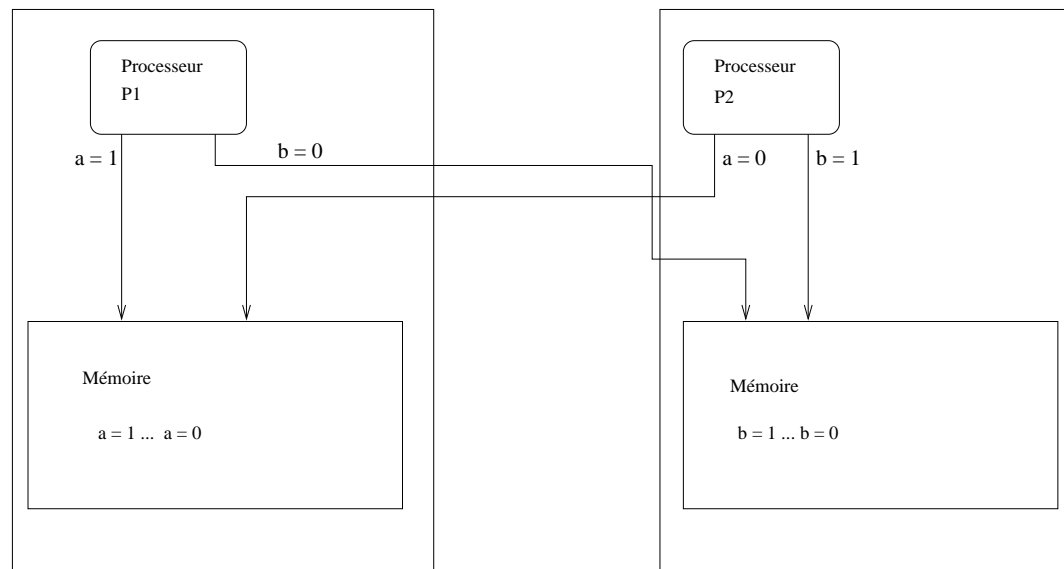 Processeur
P1
a = 1
b = 0
Mémoire
a = 1 ... a = 0
Processeur
P2
a = 0
b = 1
Mémoire
b = 1 ... b = 0